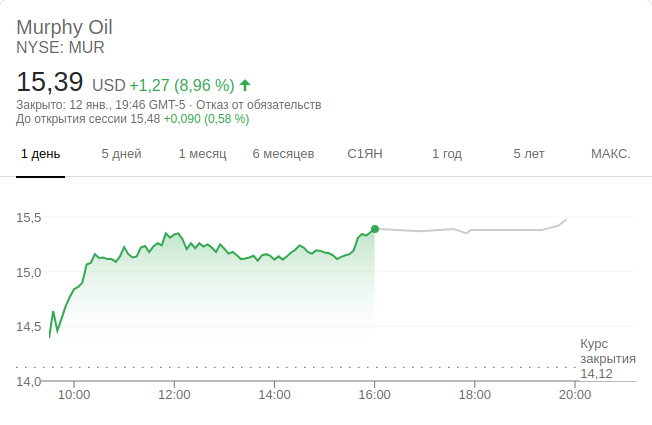 Murphy Oil
NYSE: MUR
15,39 USD +1,27 (8,96 %)
Закрыто: 12 янв., 19:46 GMT-5 · Отказ от обязательств
До открытия сессии 15,48 +0,090 (0,58 %)
1 день 5 дней 1 месяц 6 месяцев С1ЯН 1 год 5 лет МАКС.
15,5
15,0
14,5
Курс
закрытия
14,12
14,0
10:00 12:00 14:00 16:00 18:00 20:00